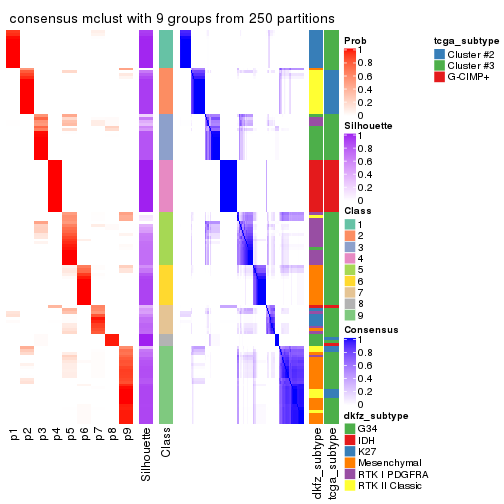 consensus mclust with 9 groups from 250 partitions
p1
p2
p3
p4
p5
p6
p7
p8
p9
Silhouette
Class
dkfz_subtype
tcga_subtype
Prob
1
0.8
0.6
0.4
0.2
0
Silhouette
1
0.8
0.6
0.4
0.2
0
Class
1
2
3
4
5
6
7
8
9
Consensus
1
0.8
0.6
0.4
0.2
0
dkfz_subtype
G34
IDH
K27
Mesenchymal
RTK I PDGFRA
RTK II Classic
tcga_subtype
Cluster #2
Cluster #3
G-CIMP+